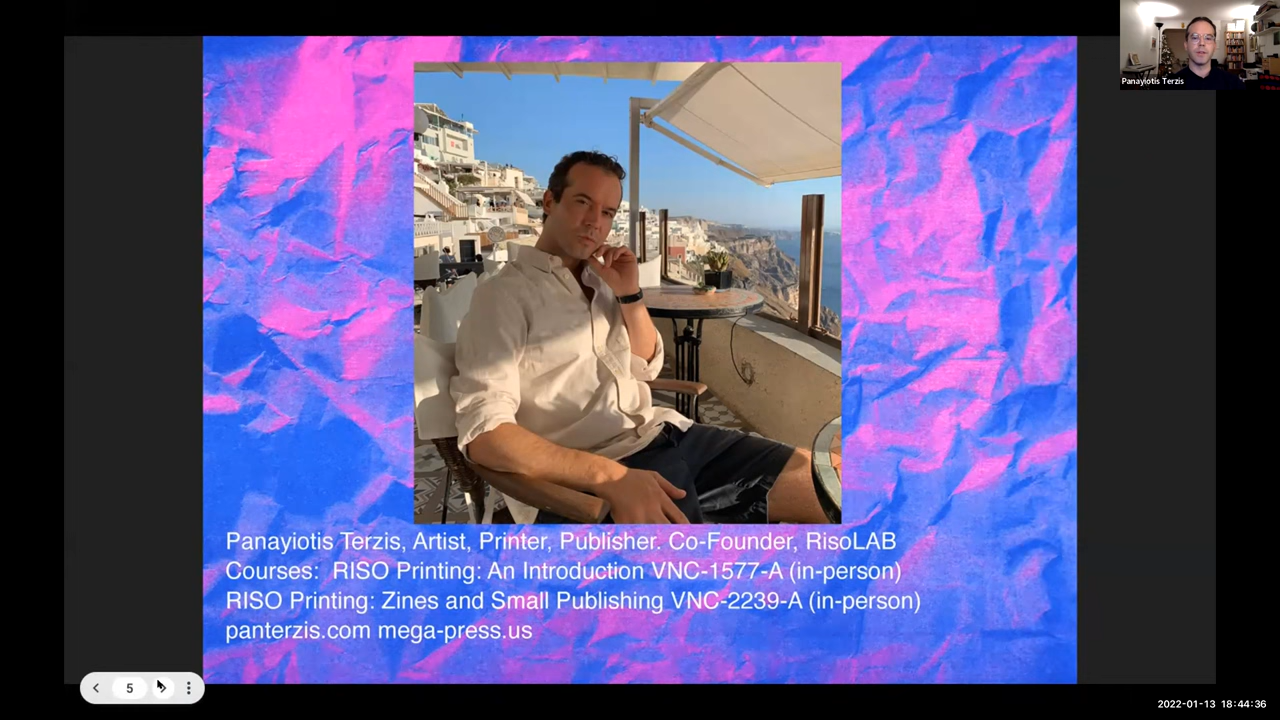 Panayiotis Terzis
Panayiotis Terzis, Artist, Printer, Publisher. Co-Founder, RisoLAB
Courses:  RISO Printing: An Introduction VNC-1577-A (in-person)
RISO Printing: Zines and Small Publishing VNC-2239-A (in-person)
panterzis.com mega-press.us
5
2022-01-13 18:44:36